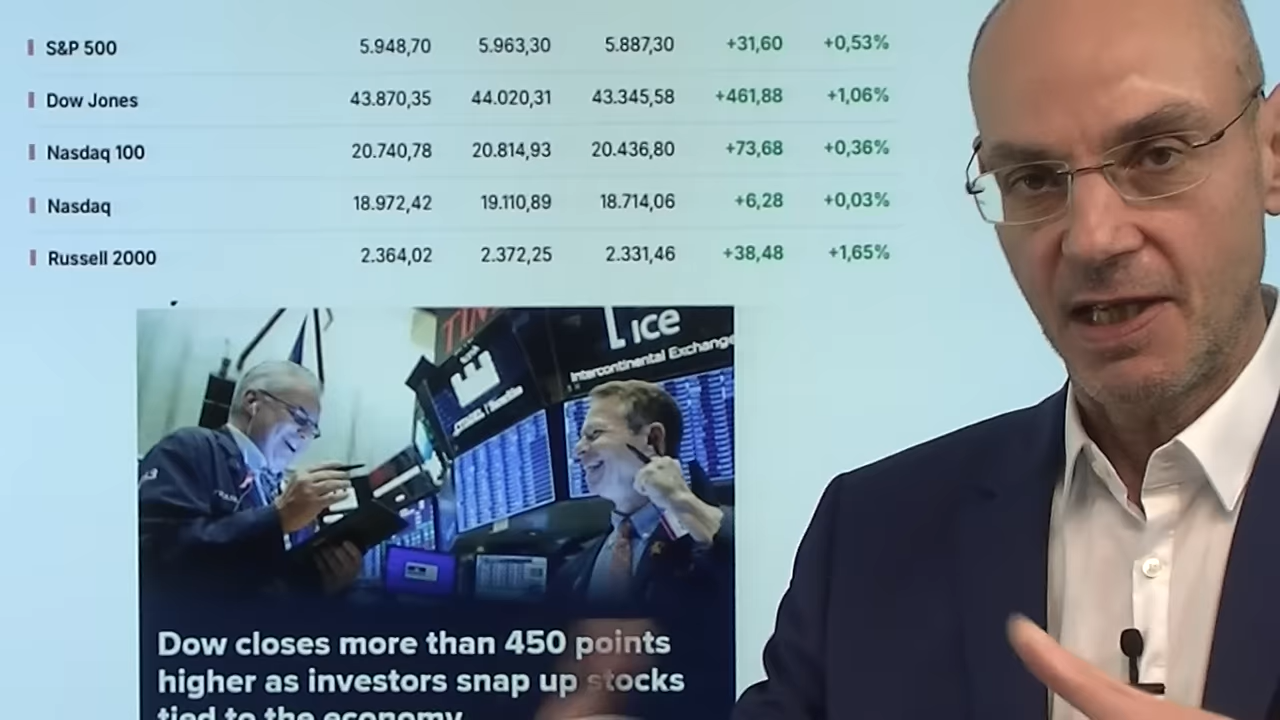 S&P 500 5.948,70 5.963,30 5.887,30 +31,60 +0,53%
Dow Jones 43.870,35 44.020,31 43.345,58 +461,88 +1,06%
Nasdaq 100 20.740,78 20.814,93 20.436,80 +73,68 +0,36%
Nasdaq 18.972,42 19.110,89 18.714,06 +6,28 +0,03%
Russell 2000 2.364,02 2.372,25 2.331,46 +38,48 +1,65%
ICE
Intercontinental Exchange
Dow closes more than 450 points
higher as investors snap up stocks
tied to the economy